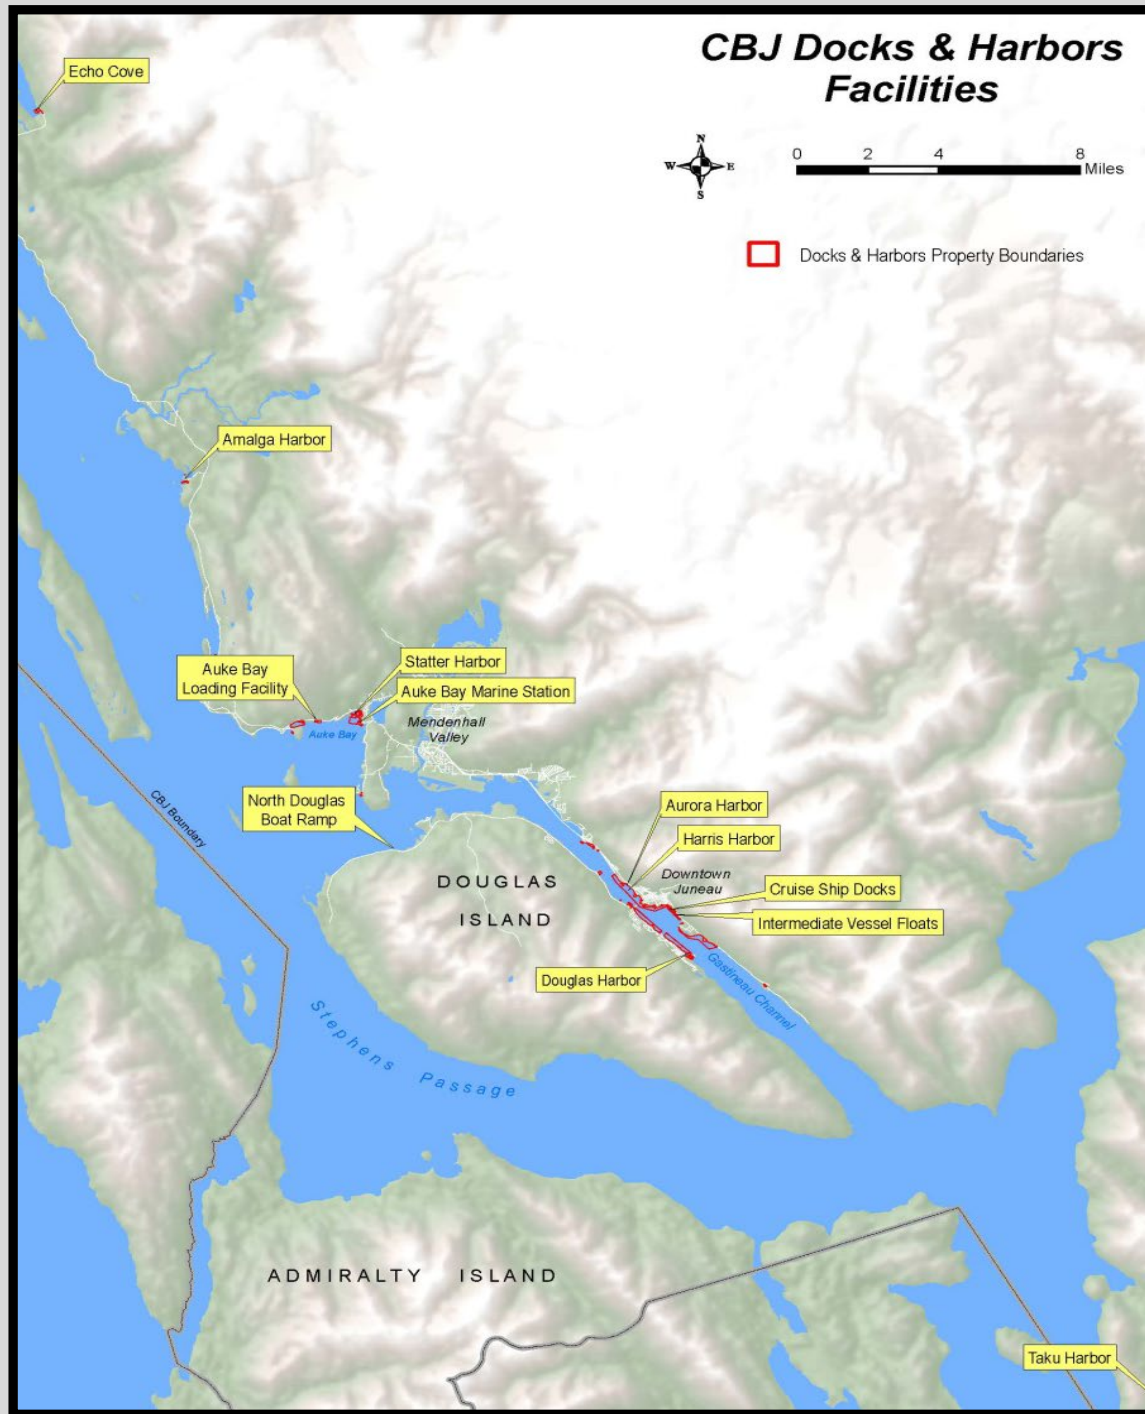 CBJ Docks & Harbors
Facilities
Echo Cove
N
W
E
S
0
2
4
8
Miles
Docks & Harbors Property Boundaries
Amalga Harbor
Statter Harbor
Auke Bay
Loading Facility
Auke Bay Marine Station
Auke Bay
Mendenhall
Valley
North Douglas
Boat Ramp
CBJ Boundary
Aurora Harbor
Harris Harbor
Downtown
Juneau
DOUGLAS
ISLAND
Cruise Ship Docks
Intermediate Vessel Floats
Douglas Harbor
Gastineau Channel
Stephens Passage
ADMIRALTY ISLAND
Taku Harbor